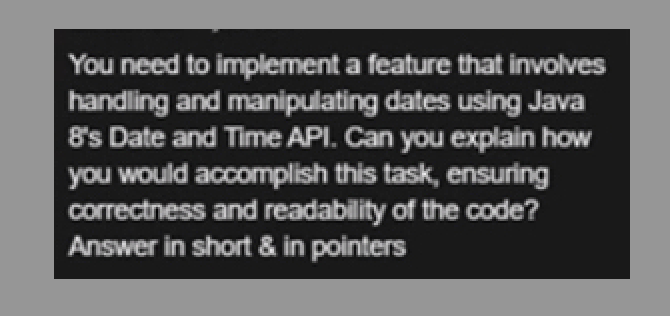 You need to implement a feature that involves
handling and manipulating dates using Java
8's Date and Time API. Can you explain how
you would accomplish this task, ensuring
correctness and readability of the code?
Answer in short & in pointers